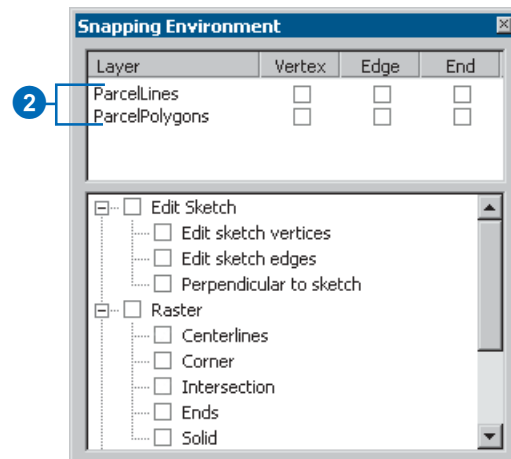 Snapping Environment
Layer Vertex Edge End
2
ParcelLines
ParcelPolygons
Edit Sketch
Edit sketch vertices
Edit sketch edges
Perpendicular to sketch
Raster
Centerlines
Corner
Intersection
Ends
Solid